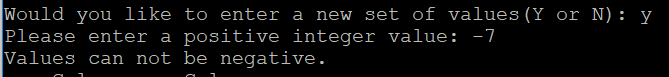 Would you like to enter a new set of values(Y or N): y
Please enter a positive integer value: -7
Values can not be negative.